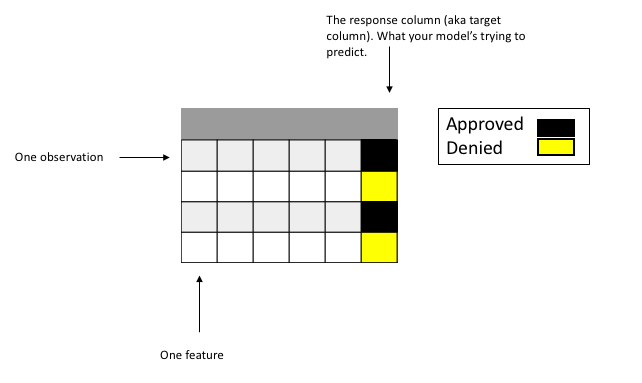 The response column (aka target
column). What your model’s trying to
predict.
Approved
Denied
One observation
One feature